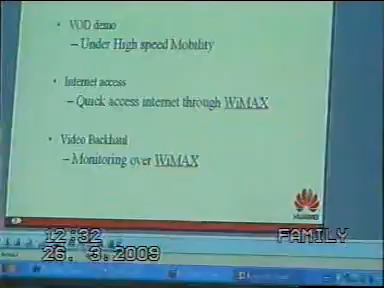 • VOD demo
– Under High speed Mobility
• Internet access
– Quick access internet through WiMAX
• Video Backhaul
– Monitoring over WiMAX
HUAWEI
12:32
FAMILY
26. 3.2009